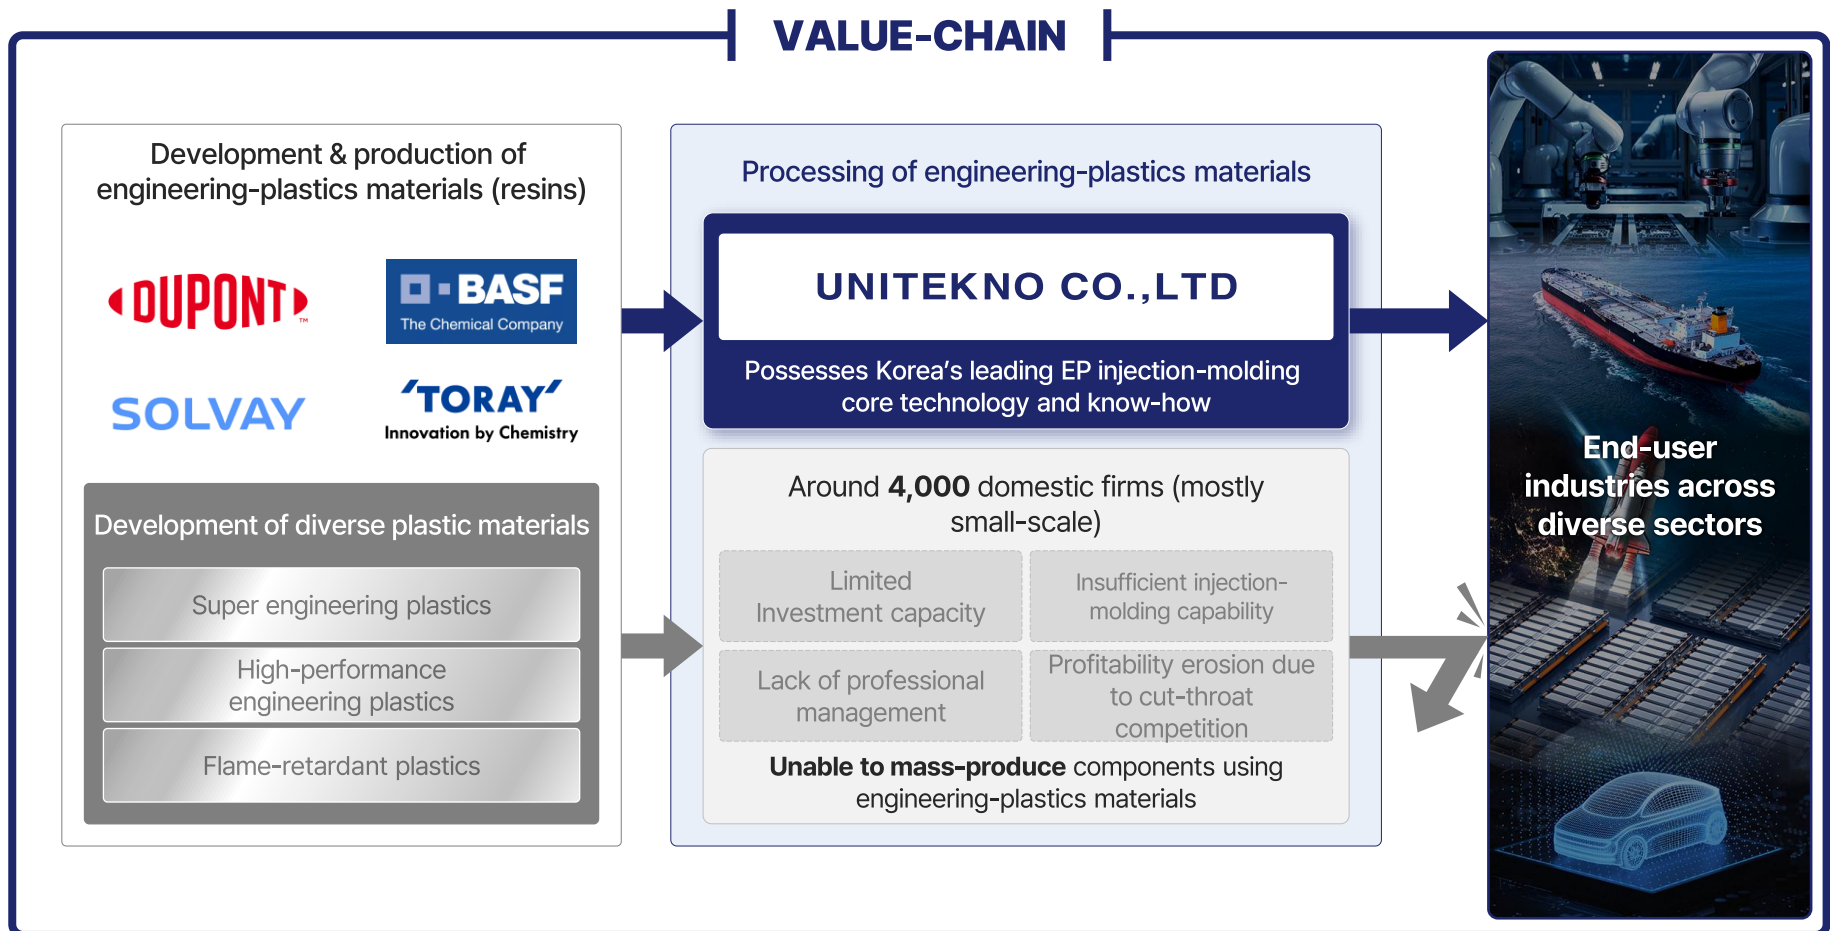 VALUE-CHAIN
Development & production of
engineering-plastics materials (resins)
DUPONT™
BASF
The Chemical Company
SOLVAY
'TORAY'
Innovation by Chemistry
Development of diverse plastic materials
Super engineering plastics
High-performance
engineering plastics
Flame-retardant plastics
Processing of engineering-plastics materials
UNITEKNO CO.,LTD
Possesses Korea's leading EP injection-molding
core technology and know-how
Around 4,000 domestic firms (mostly
small-scale)
Limited
Investment capacity
Insufficient injection-
molding capability
Lack of professional
management
Profitability erosion due
to cut-throat
competition
Unable to mass-produce components using
engineering-plastics materials
End-user
industries across
diverse sectors